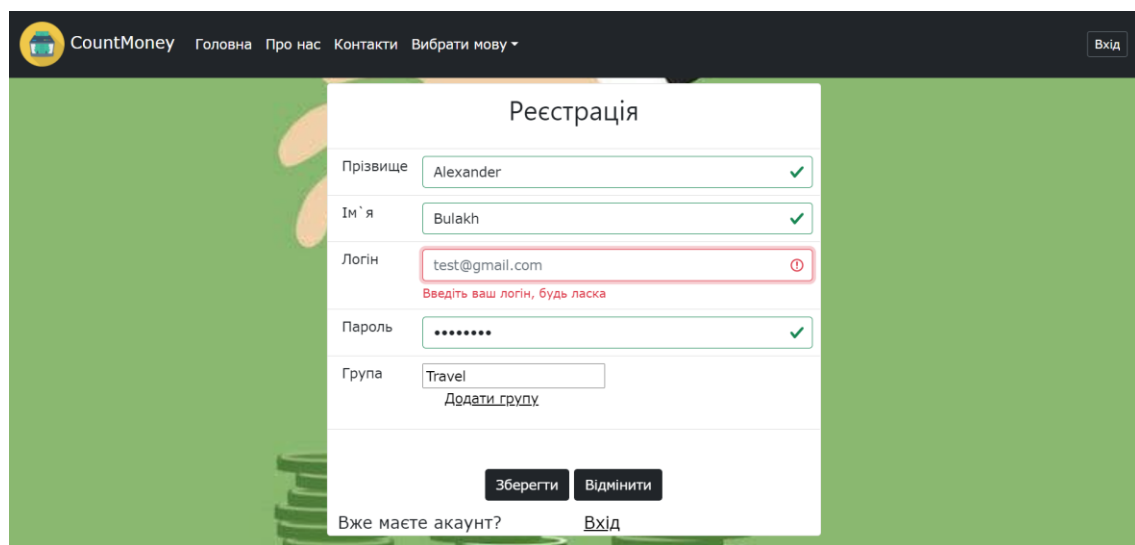 CountMoney Головна Про нас Контакти Вибрати мову Вхід
Реєстрація
Прізвище Alexander
Ім`я Bulakh
Логін test@gmail.com
Введіть ваш логін, будь ласка
Пароль ••••••••
Група Travel
Додати групу
Зберегти Відмінити
Вже маєте акаунт? Вхід